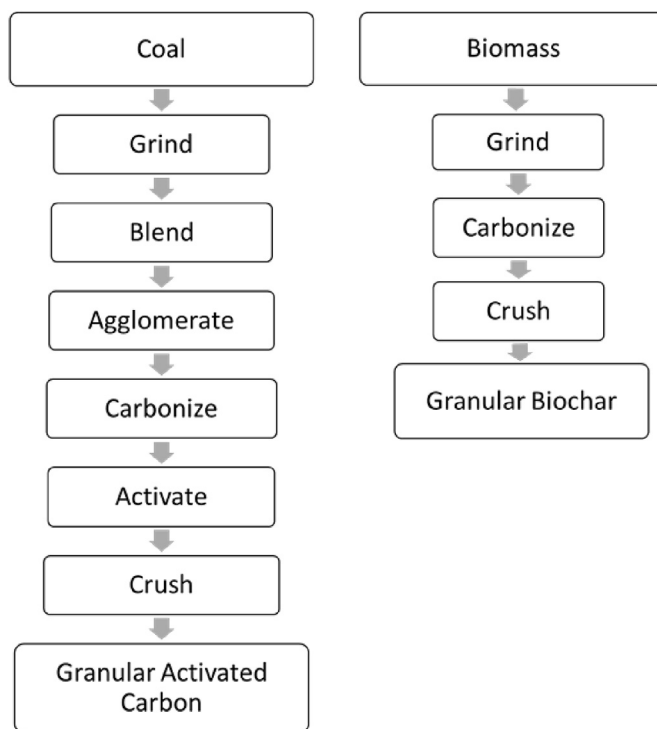 Coal
Grind
Blend
Agglomerate
Carbonize
Activate
Crush
Granular Activated
Carbon
Biomass
Grind
Carbonize
Crush
Granular Biochar